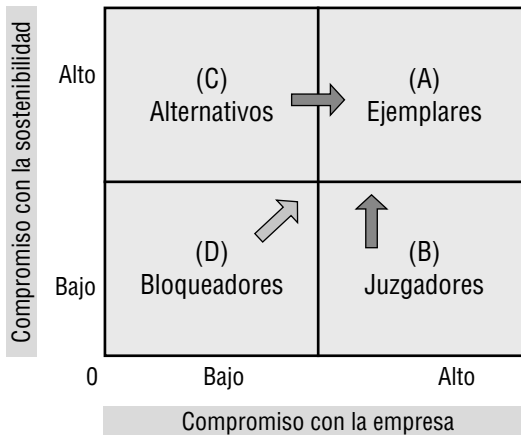 Compromiso con la sostenibilidad
Alto
(C)
Alternativos
(A)
Ejemplares
Bajo
(D)
Bloqueadores
(B)
Juzgadores
0
Bajo
Alto
Compromiso con la empresa